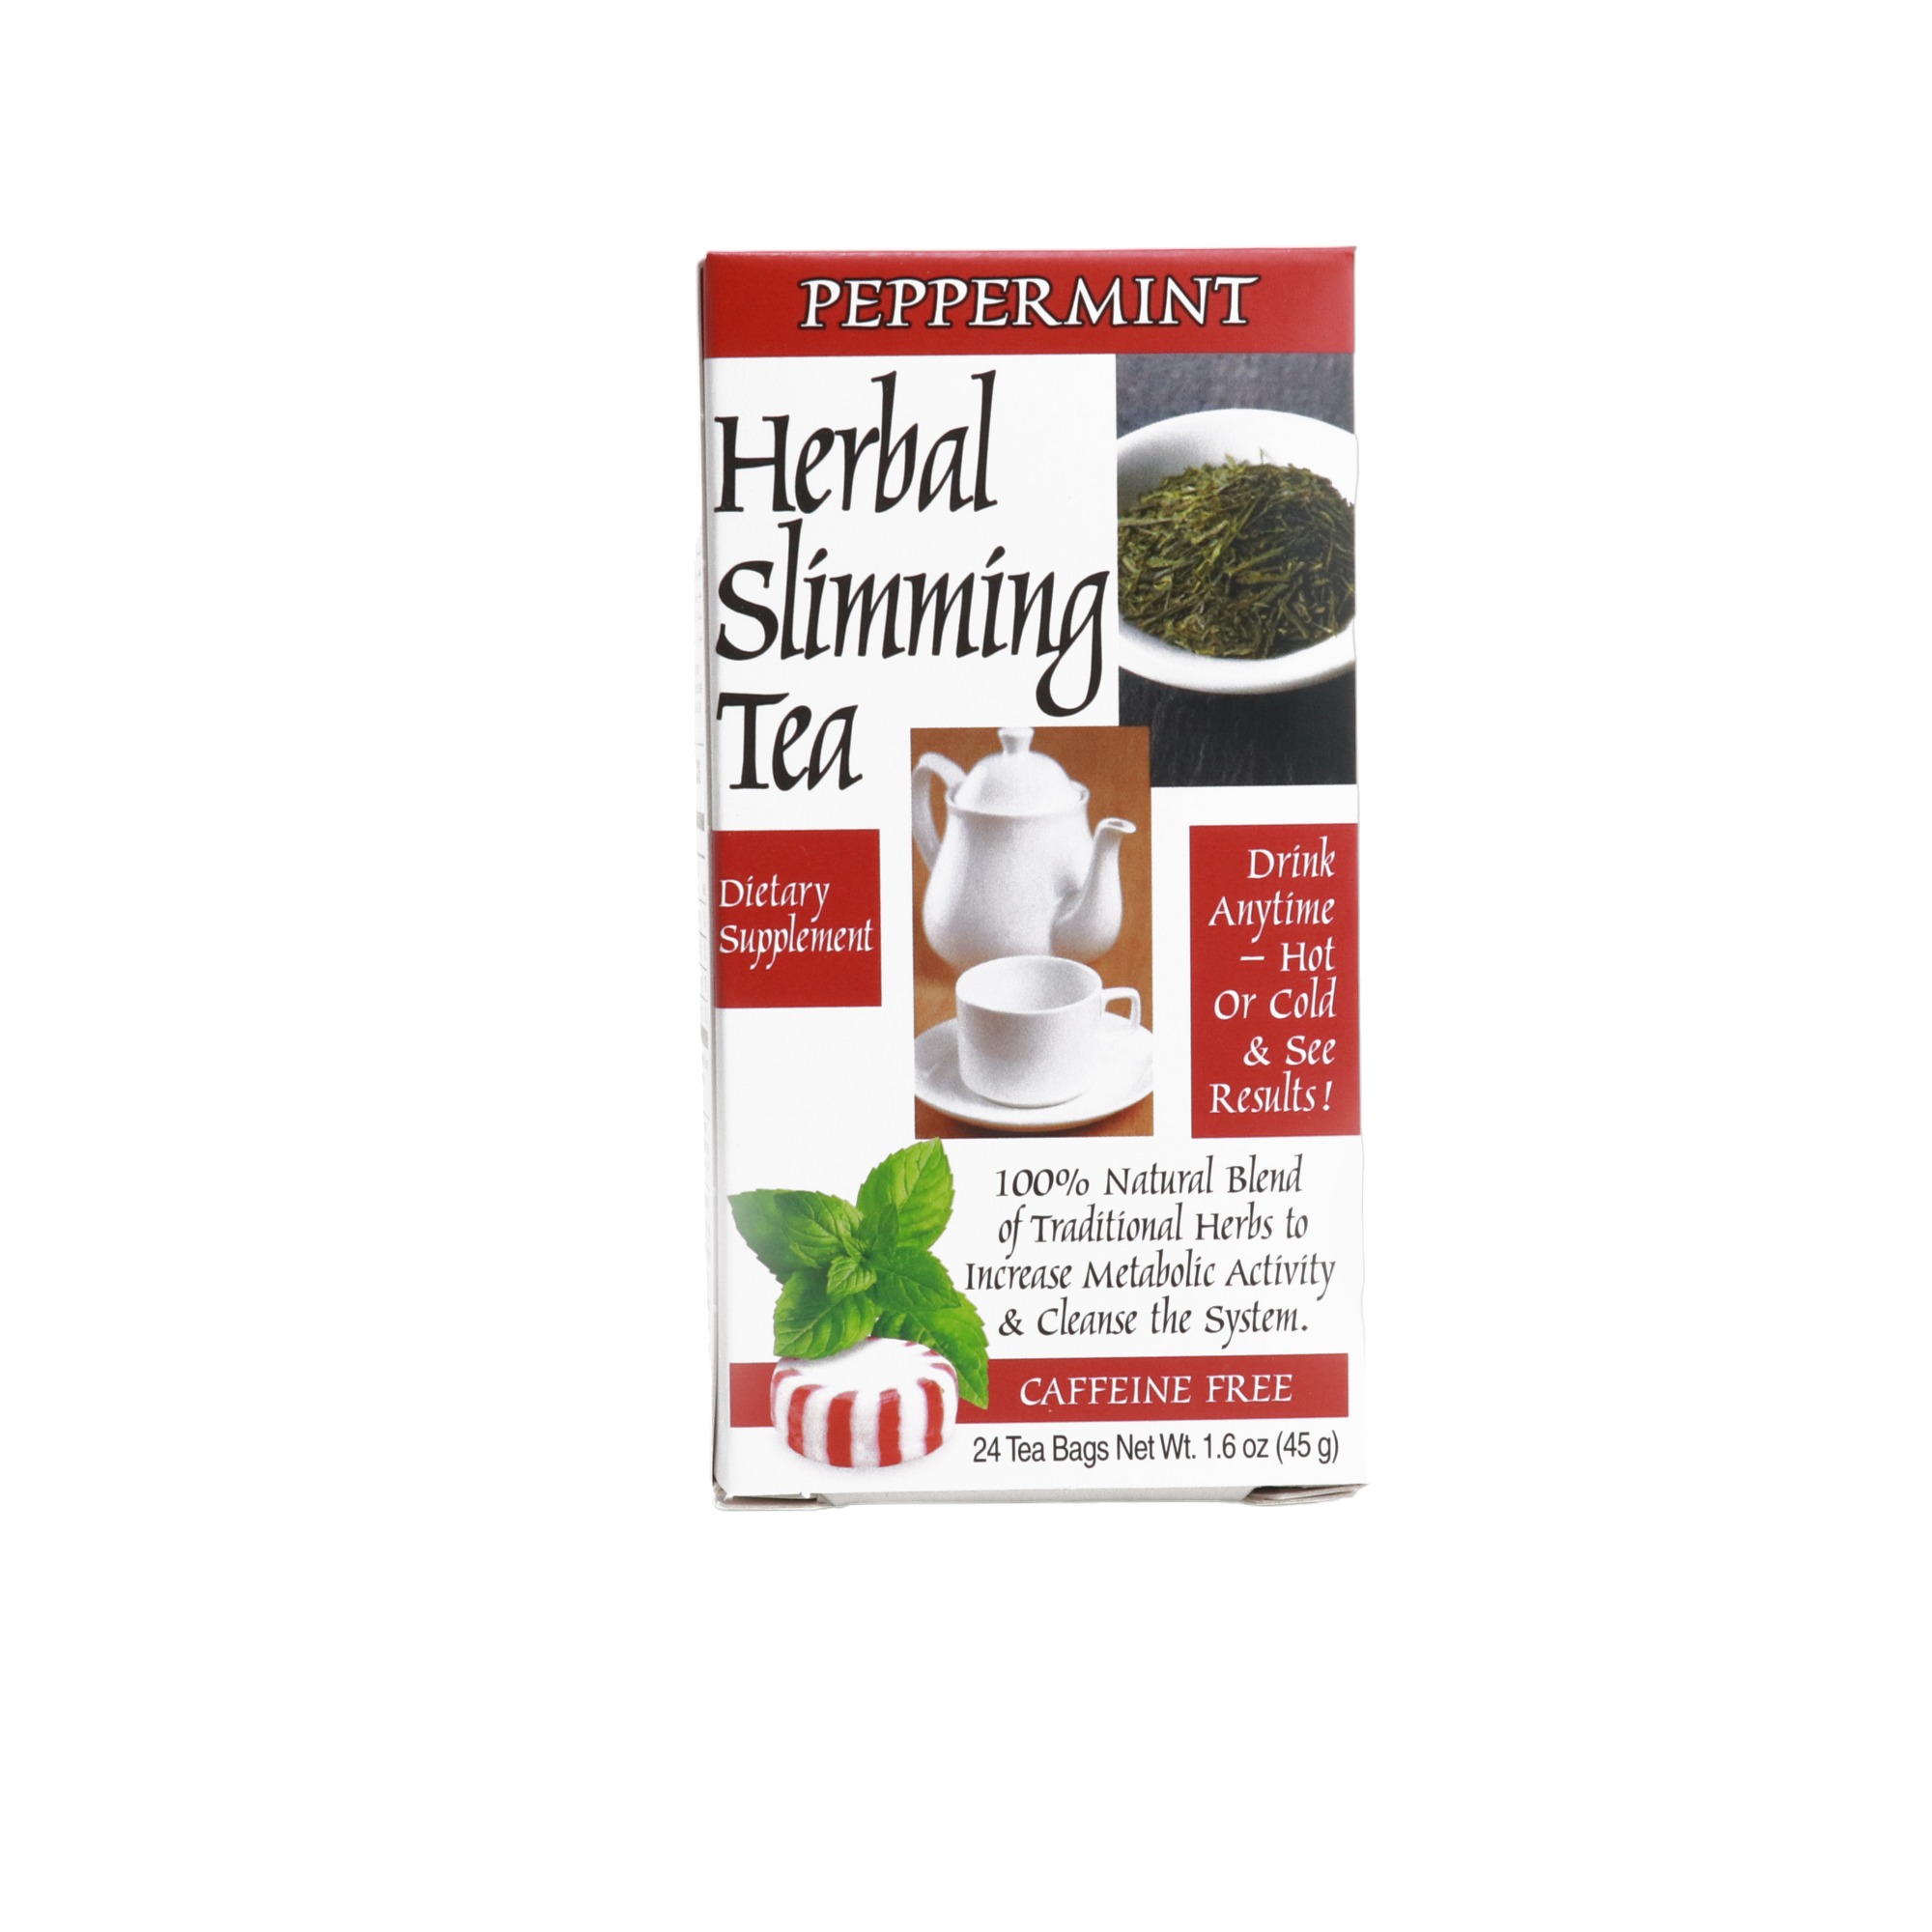 PEPPERMINT
Herbal
Slimming
Tea
Dietary
Supplement
Drink
Anytime
– Hot
Or Cold
& See
Results!
100% Natural Blend
of Traditional Herbs to
Increase Metabolic Activity
& Cleanse the System.
CAFFEINE FREE
24 Tea Bags Net Wt. 1.6 oz (45 g)